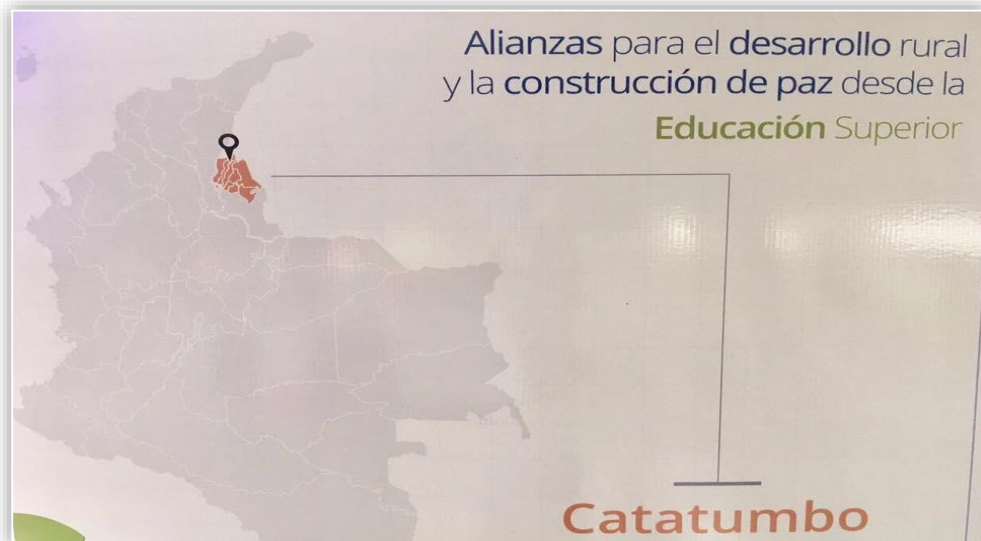 Alianzas para el desarrollo rural
y la construcción de paz desde la
Educación Superior
Catatumbo